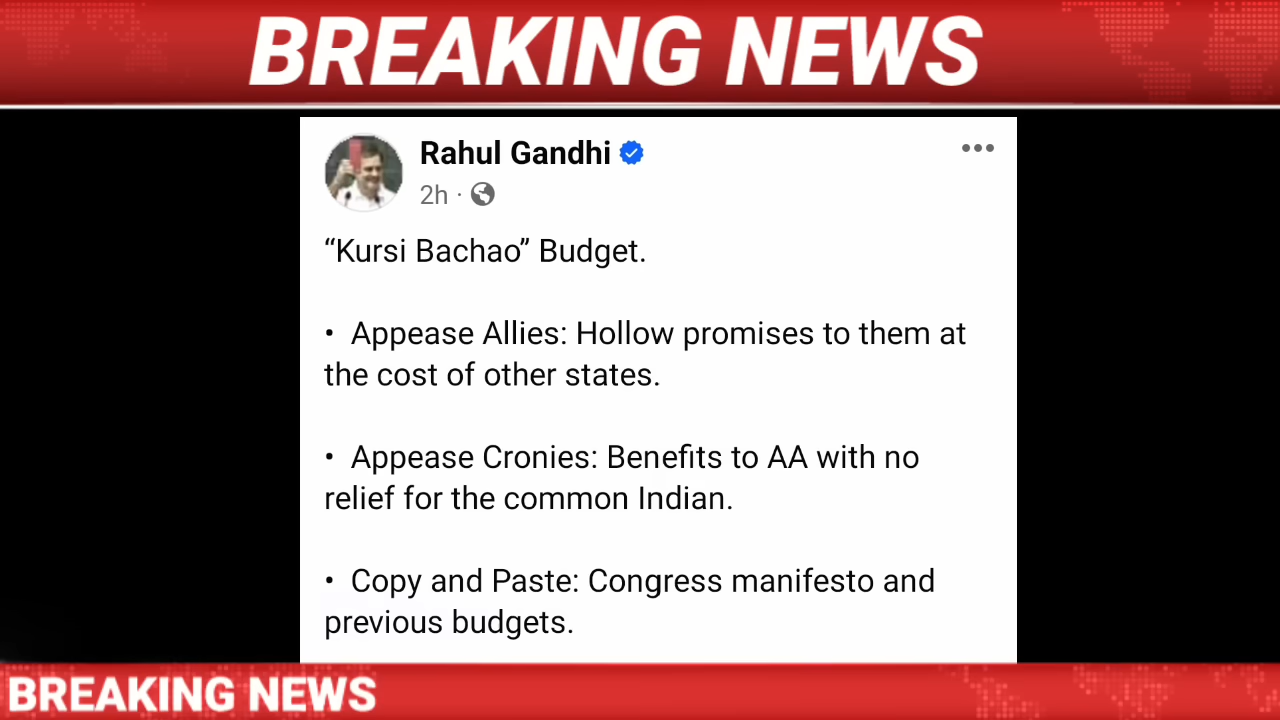 BREAKING NEWS
Rahul Gandhi
2h ·
“Kursi Bachao” Budget.
• Appease Allies: Hollow promises to them at
the cost of other states.
• Appease Cronies: Benefits to AA with no
relief for the common Indian.
• Copy and Paste: Congress manifesto and
previous budgets.
BREAKING NEWS